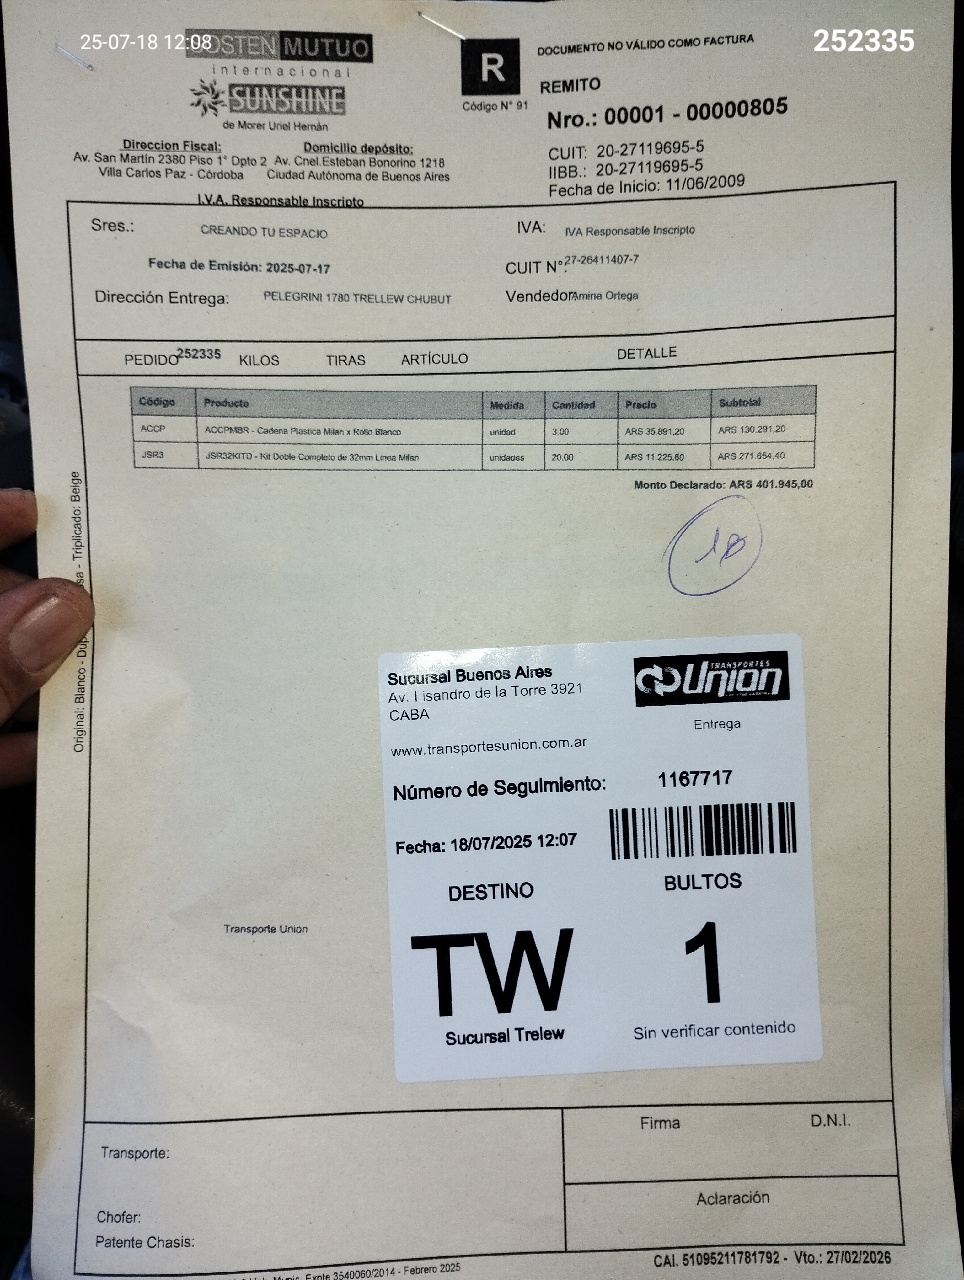 25-07-18 12:08
252335
COSTEN MUTUO
internacional
SUNSHINE
de Morer Uriel Hernán
R
Código N° 91
DOCUMENTO NO VÁLIDO COMO FACTURA
REMITO
Nro.: 00001 - 00000805
CUIT: 20-27119695-5
IIBB.: 20-27119695-5
Fecha de Inicio: 11/06/2009
Direccion Fiscal:
Av. San Martin 2380 Piso 1° Dpto 2
Villa Carlos Paz - Córdoba
Domicilio depósito:
Av. Cnel.Esteban Bonorino 1218
Ciudad Autónoma de Buenos Aires
I.V.A. Responsable Inscripto
Sres.: CREANDO TU ESPACIO
IVA: IVA Responsable Inscripto
Fecha de Emisión: 2025-07-17
CUIT N°: 27-26411407-7
Dirección Entrega: PELEGRINI 1780 TRELLEW CHUBUT
Vendedor Amina Ortega
PEDIDO 252335 KILOS TIRAS ARTÍCULO DETALLE
Código Producto Medida Cantidad Precio Subtotal
ACCP ACCPMBR - Cadena Plastica Milan x Rollo Blanco unidad 3,00 ARS 35.891,20 ARS 130.291,20
JSR3 JSR32KITD - Kit Doble Completo de 32mm Linea Milan unidades 20,00 ARS 11.225,60 ARS 271.654,40
Monto Declarado: ARS 401.945,00
Original: Blanco - Dup sa - Triplicado: Beige
Sucursal Buenos Aires
Av. Lisandro de la Torre 3921
CABA
www.transportesunion.com.ar
TRANSPORTES
Union
Entrega
Número de Seguimiento: 1167717
Fecha: 18/07/2025 12:07
DESTINO
TW
Sucursal Trelew
BULTOS
1
Sin verificar contenido
Transporte Union
Transporte:
Chofer:
Patente Chasis:
Firma D.N.I.
Aclaración
Expte 3540060/2014 - Febrero 2025
CAI. 51095211781792 - Vto.: 27/02/2026